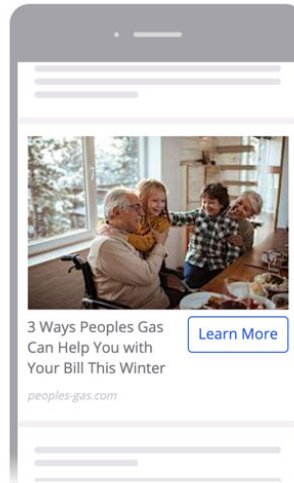 3 Ways Peoples Gas
Can Help You with
Your Bill This Winter
Learn More
peoples-gas.com